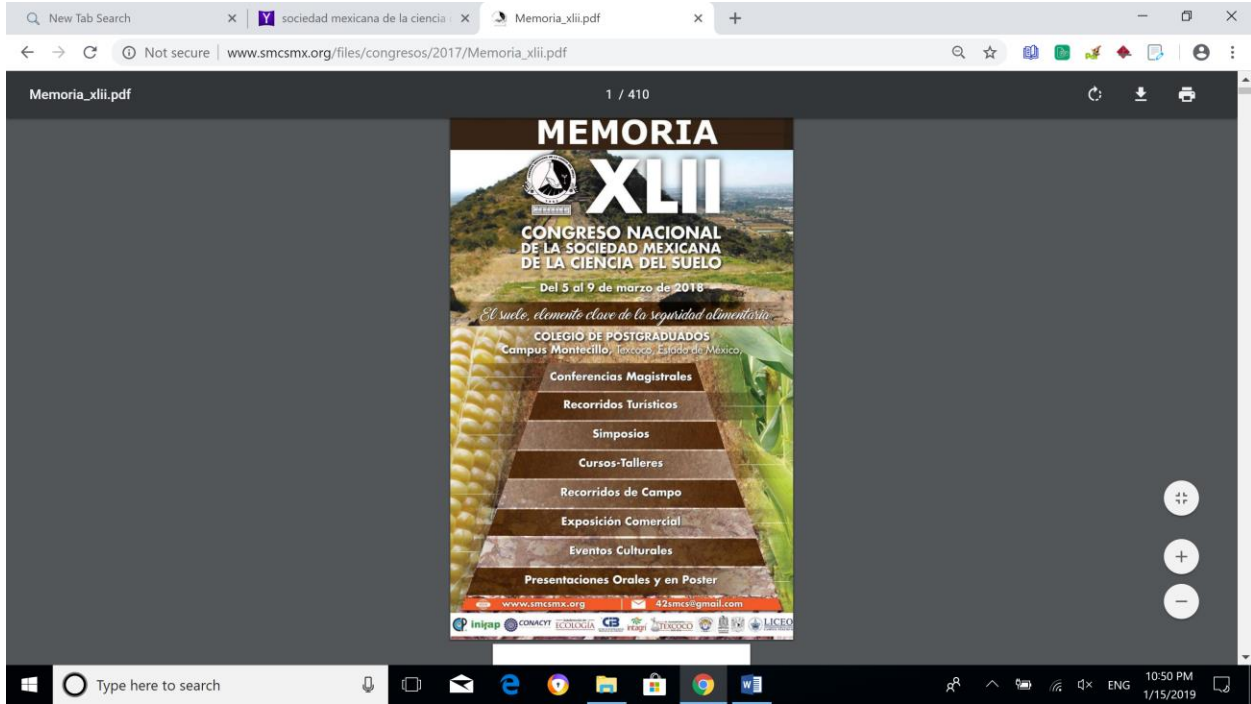 New Tab Search
sociedad mexicana de la ciencia
Memoria_xlii.pdf
Not secure
www.smcsmx.org/files/congresos/2017/Memoria_xlii.pdf
Memoria_xlii.pdf
1 / 410
MEMORIA
XLII
CONGRESO NACIONAL
DE LA SOCIEDAD MEXICANA
DE LA CIENCIA DEL SUELO
Del 5 al 9 de marzo de 2018
El suelo, elemento clave de la seguridad alimentaria
COLEGIO DE POSTGRADUADOS
Campus Montecillo, Texcoco, Estado de México,
Conferencias Magistrales
Recorridos Turísticos
Simposios
Cursos-Talleres
Recorridos de Campo
Exposición Comercial
Eventos Culturales
Presentaciones Orales y en Poster
www.smcsmx.org
42smcs@gmail.com
inifap CONACYT ECOLOGÍA CIB intagri TEXCOCO LICEO
Type here to search
ENG
10:50 PM
1/15/2019